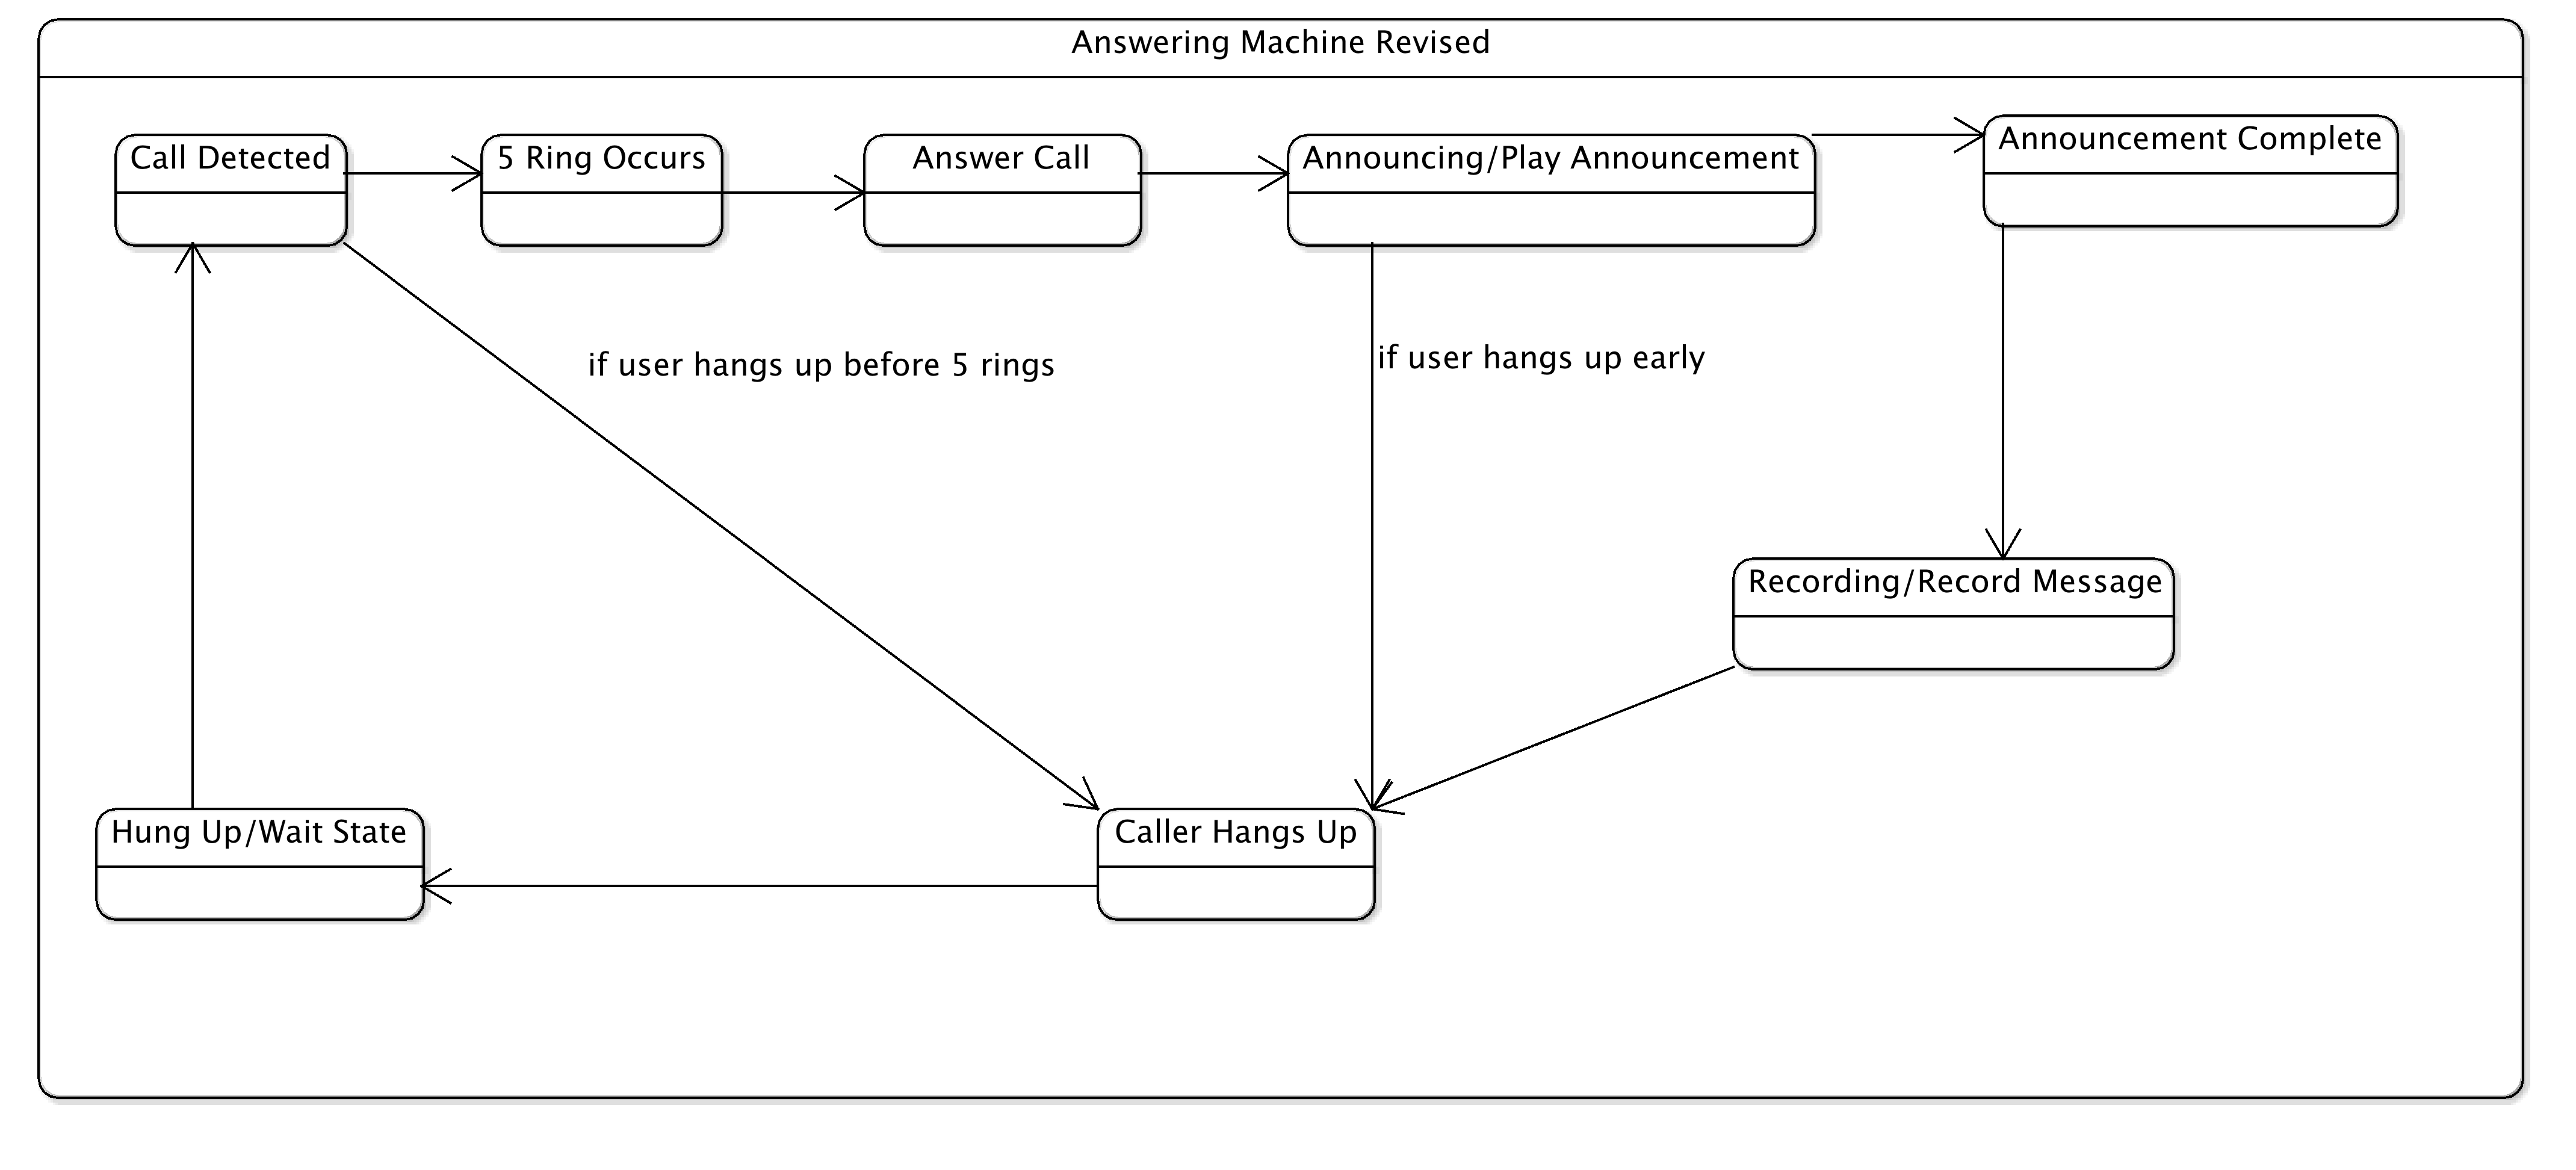 Answering Machine Revised
Call Detected
5 Ring Occurs
Answer Call
Announcing/Play Announcement
Announcement Complete
if user hangs up before 5 rings
if user hangs up early
Recording/Record Message
Hung Up/Wait State
Caller Hangs Up